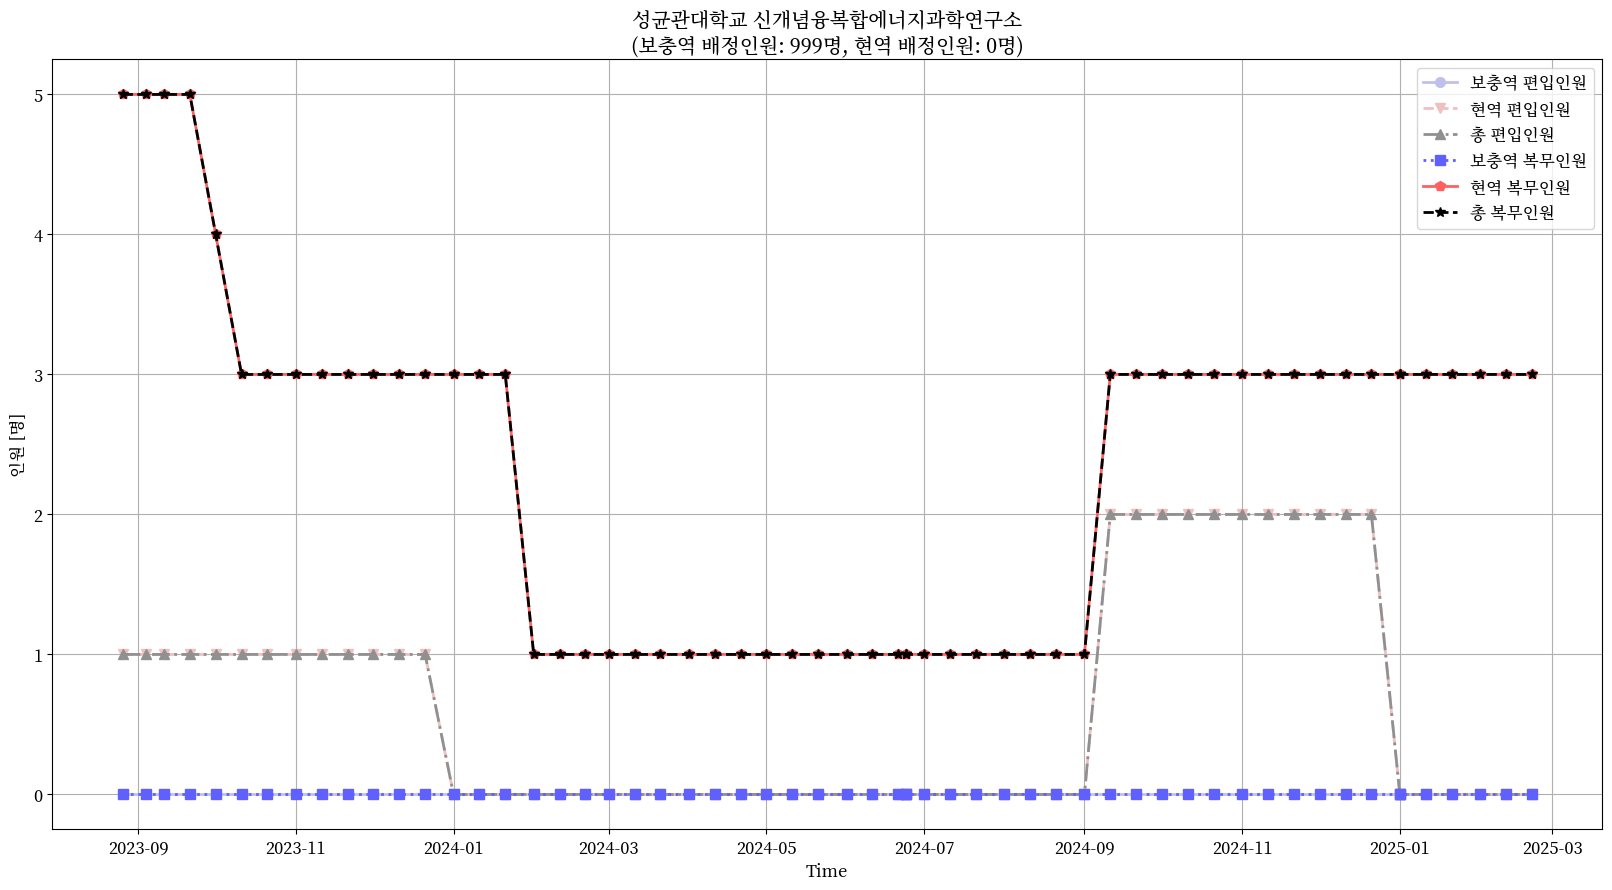 성균관대학교 신개념융복합에너지과학연구소
(보충역 배정인원: 999명, 현역 배정인원: 0명)
보충역 편입인원
현역 편입인원
총 편입인원
보충역 복무인원
현역 복무인원
총 복무인원
5
4
3
2
1
0
인원 [명]
2023-09 2023-11 2024-01 2024-03 2024-05 2024-07 2024-09 2024-11 2025-01 2025-03
Time